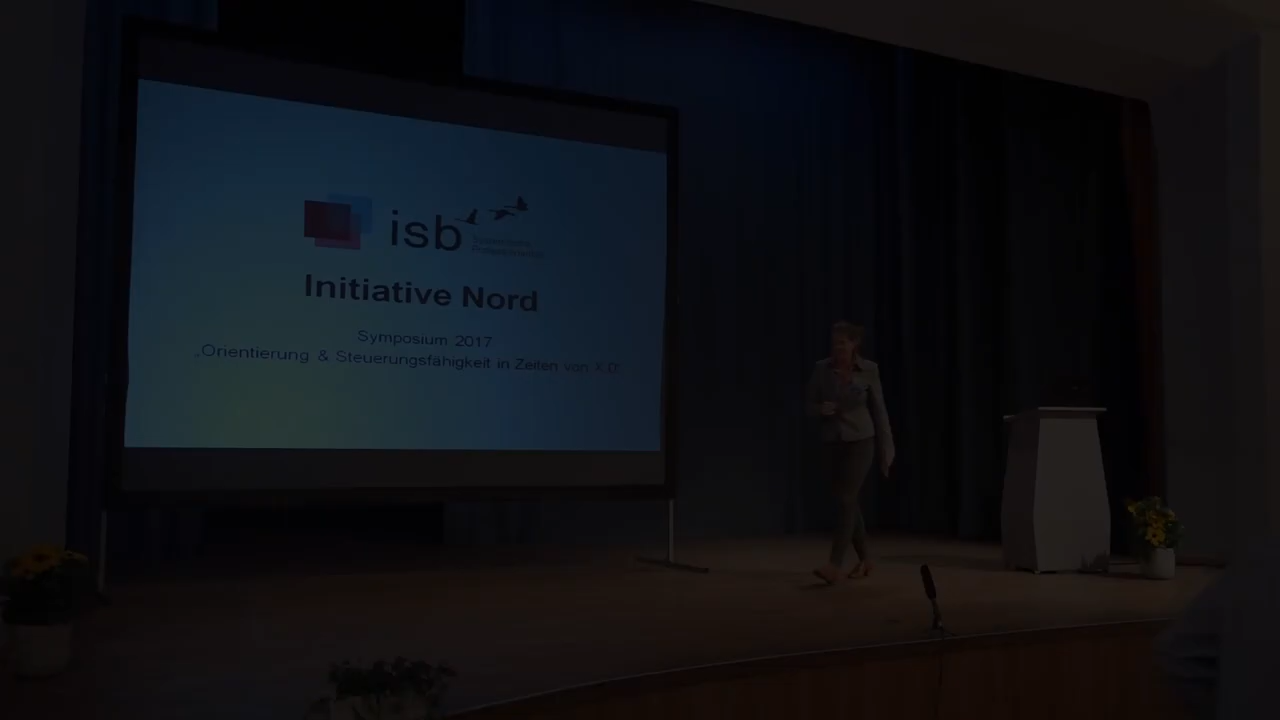 isb
Initiative Nord
Symposium 2017
„Orientierung & Steuerungsfähigkeit in Zeiten von X.0“